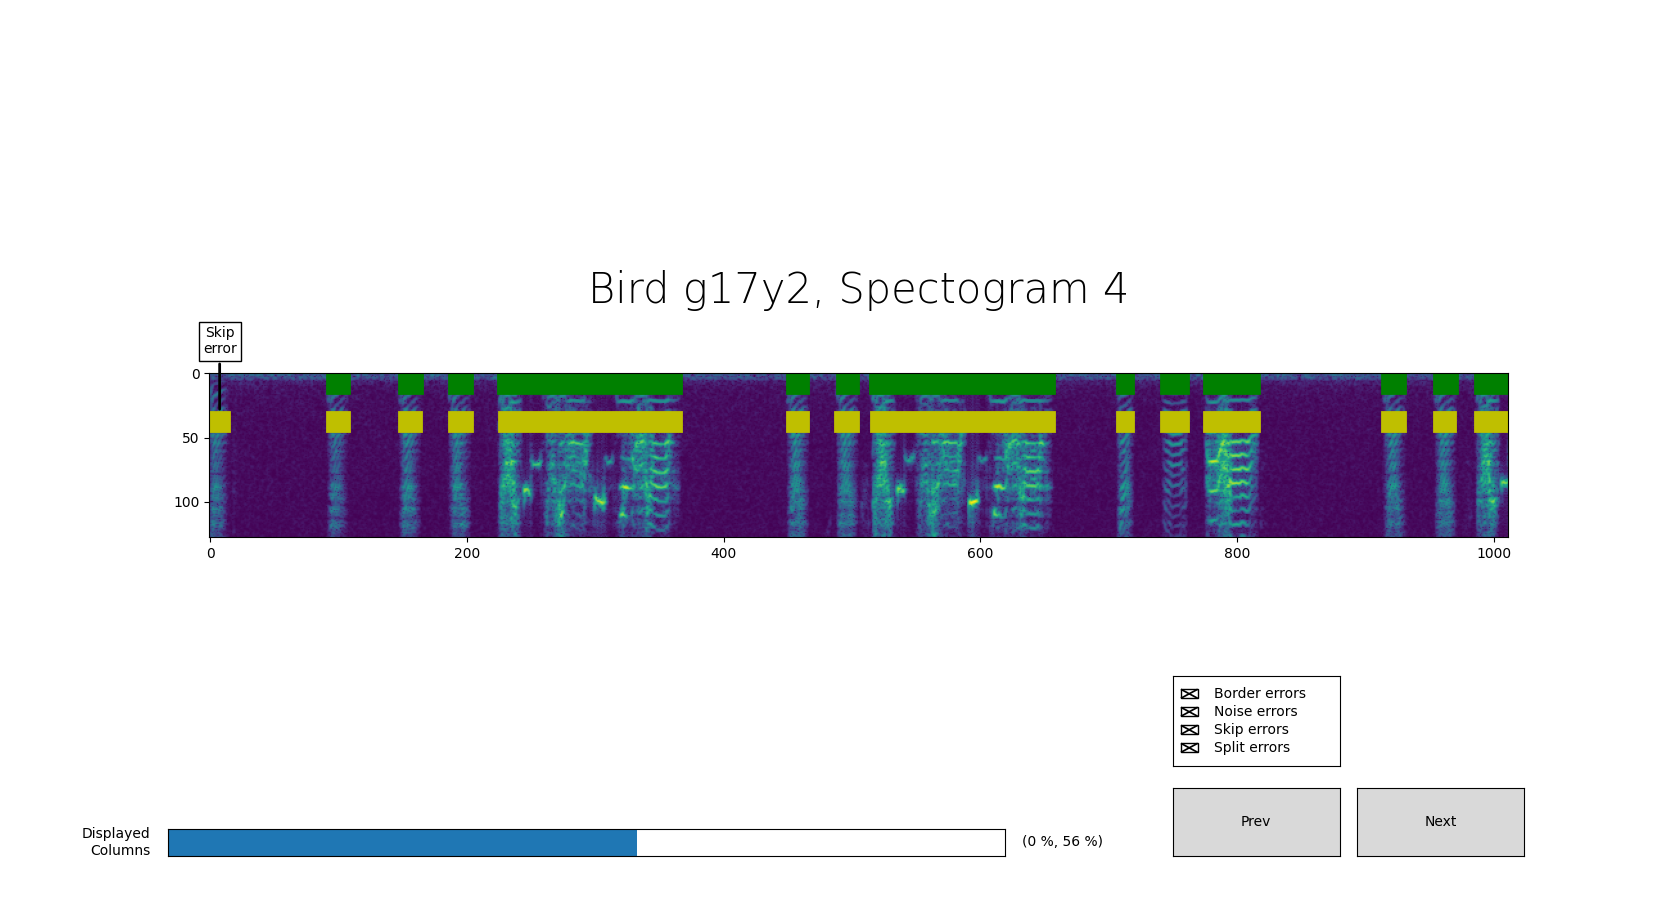 Bird g17y2, Spectogram 4
Skip
error
0
50
100
0 200 400 600 800 1000
Border errors
Noise errors
Skip errors
Split errors
Prev Next
Displayed
Columns
(0 %, 56 %)